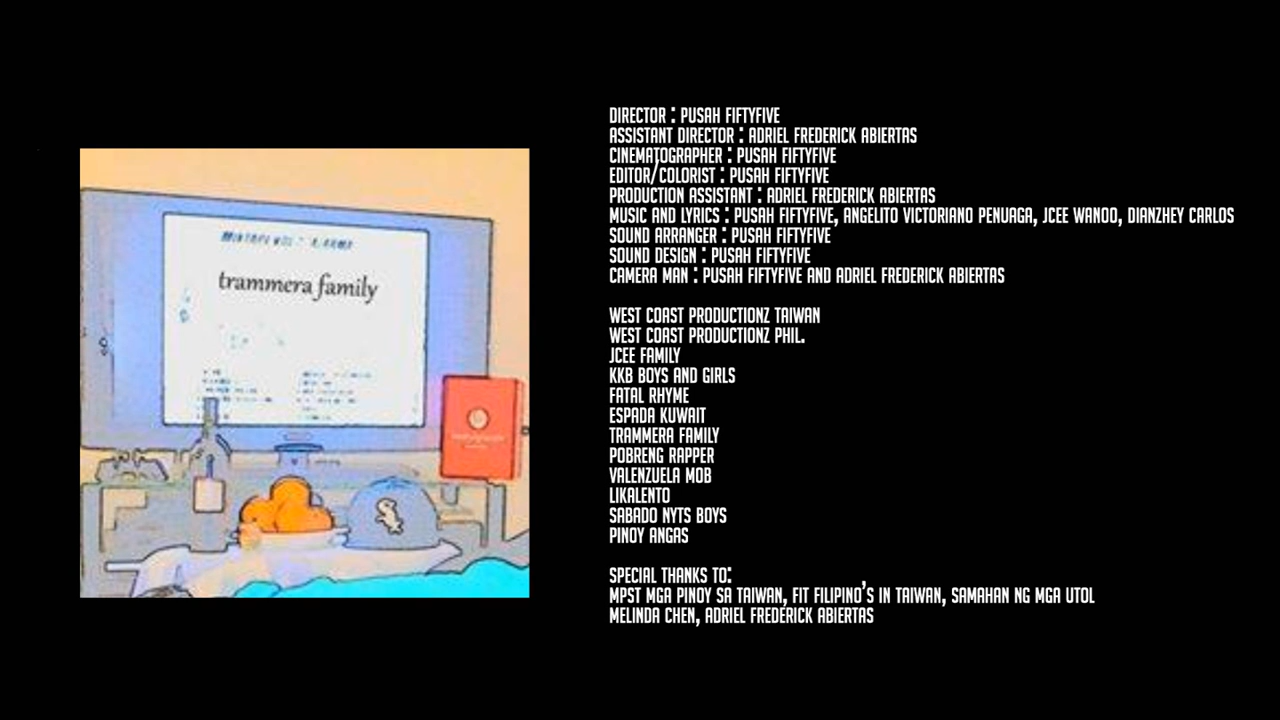 trammera family
DIRECTOR : PUSAH FIFTYFIVE
ASSISTANT DIRECTOR : ADRIEL FREDERICK ABIERTAS
CINEMATOGRAPHER : PUSAH FIFTYFIVE
EDITOR/COLORIST : PUSAH FIFTYFIVE
PRODUCTION ASSISTANT : ADRIEL FREDERICK ABIERTAS
MUSIC AND LYRICS : PUSAH FIFTYFIVE, ANGELITO VICTORIANO PENUAGA, JCEE WANOO, DIANZHEY CARLOS
SOUND ARRANGER : PUSAH FIFTYFIVE
SOUND DESIGN : PUSAH FIFTYFIVE
CAMERA MAN : PUSAH FIFTYFIVE AND ADRIEL FREDERICK ABIERTAS
WEST COAST PRODUCTIONZ TAIWAN
WEST COAST PRODUCTIONZ PHIL.
JCEE FAMILY
KKB BOYS AND GIRLS
FATAL RHYME
ESPADA KUWAIT
TRAMMERA FAMILY
POBRENG RAPPER
VALENZUELA MOB
LIKALENTO
SABADO NYTS BOYS
PINOY ANGAS
SPECIAL THANKS TO:
MPST MGA PINOY SA TAIWAN, FIT FILIPINO'S IN TAIWAN, SAMAHAN NG MGA UTOL
MELINDA CHEN, ADRIEL FREDERICK ABIERTAS